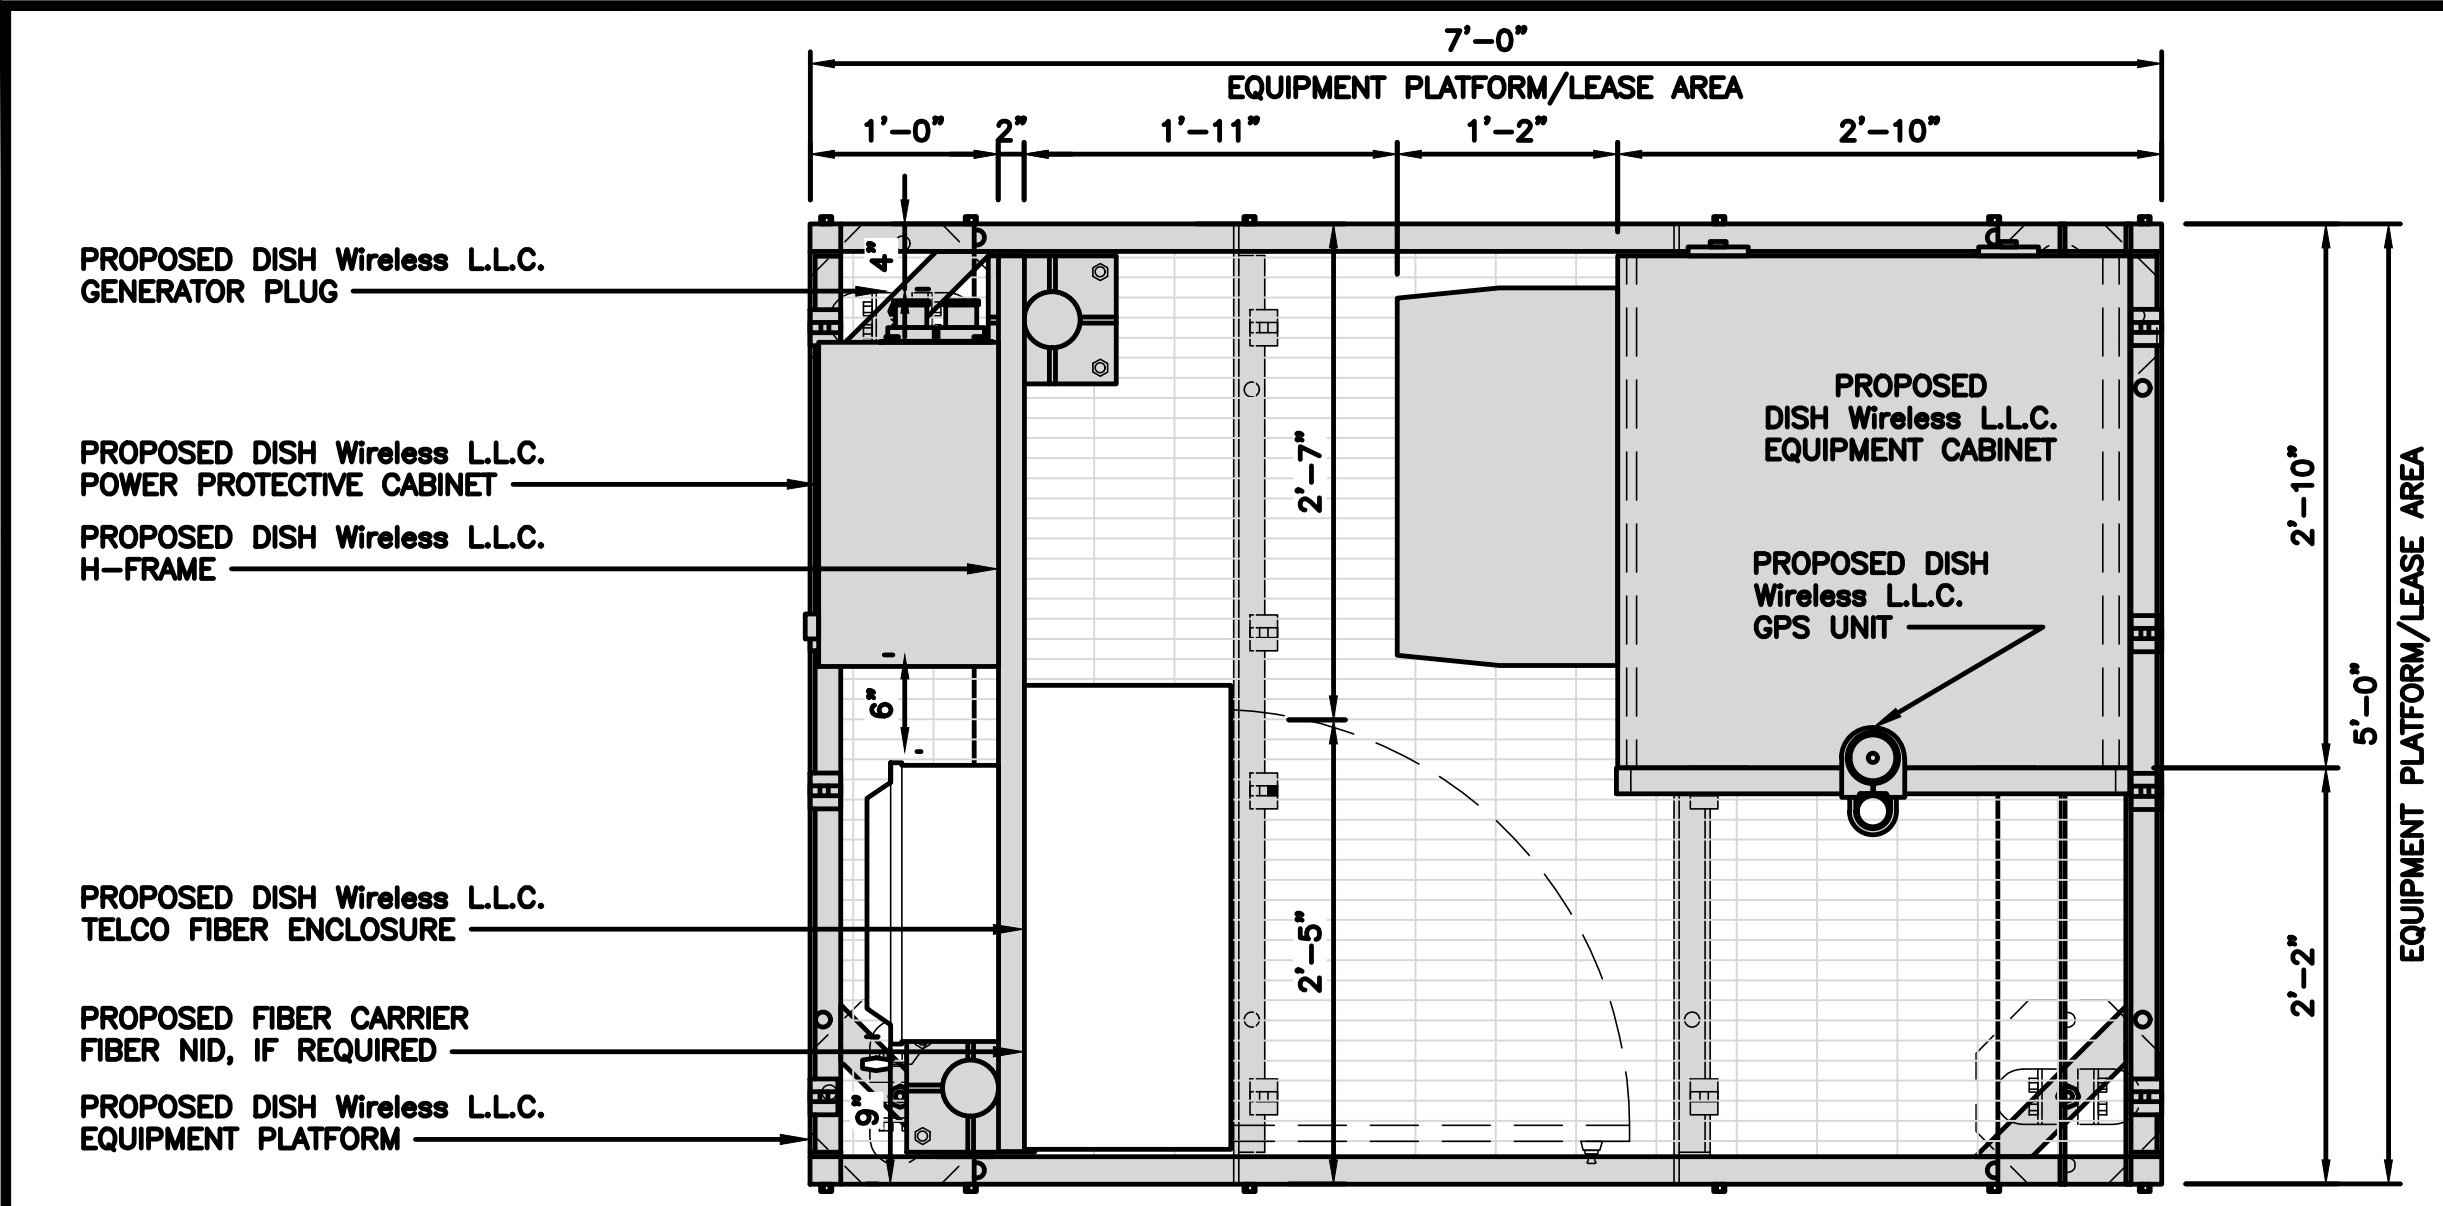 7'-0"
EQUIPMENT PLATFORM/LEASE AREA
1'-0"
2"
1'-11"
1'-2"
2'-10"
4"
PROPOSED DISH Wireless L.L.C.
GENERATOR PLUG
PROPOSED DISH Wireless L.L.C.
POWER PROTECTIVE CABINET
PROPOSED DISH Wireless L.L.C.
H-FRAME
2'-7"
PROPOSED
DISH Wireless L.L.C.
EQUIPMENT CABINET
PROPOSED DISH
Wireless L.L.C.
GPS UNIT
2'-10"
5'-0"
EQUIPMENT PLATFORM/LEASE AREA
6"
PROPOSED DISH Wireless L.L.C.
TELCO FIBER ENCLOSURE
2'-5"
2'-2"
PROPOSED FIBER CARRIER
FIBER NID, IF REQUIRED
9"
PROPOSED DISH Wireless L.L.C.
EQUIPMENT PLATFORM